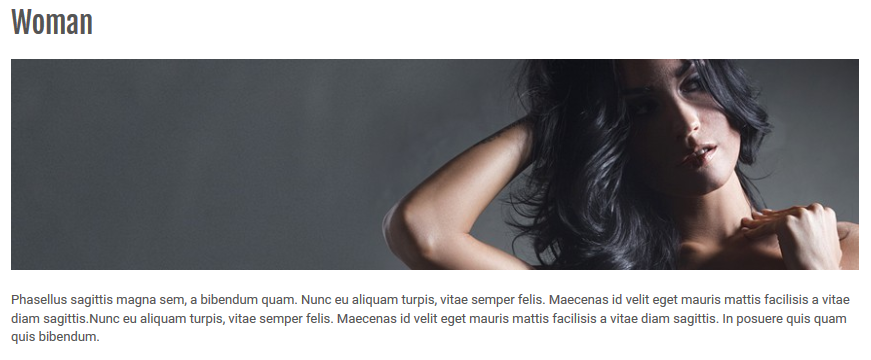 Woman
Phasellus sagittis magna sem, a bibendum quam. Nunc eu aliquam turpis, vitae semper felis. Maecenas id velit eget mauris mattis facilisis a vitae
diam sagittis.Nunc eu aliquam turpis, vitae semper felis. Maecenas id velit eget mauris mattis facilisis a vitae diam sagittis. In posuere quis quam
quis bibendum.